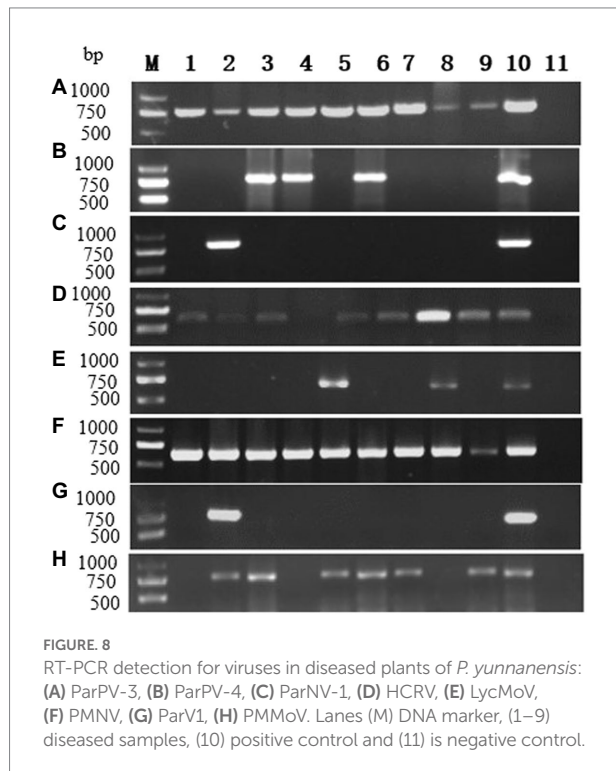 bp M 1 2 3 4 5 6 7 8 9 10 11
A 1000
750
500
B 1000
750
500
C 1000
750
500
D 1000
750
500
E 1000
750
500
F 1000
750
500
G 1000
750
500
H 1000
750
500
FIGURE. 8
RT-PCR detection for viruses in diseased plants of P. yunnanensis:
(A) ParPV-3, (B) ParPV-4, (C) ParNV-1, (D) HCRV, (E) LycMoV,
(F) PMNV, (G) ParV1, (H) PMMoV. Lanes (M) DNA marker, (1–9)
diseased samples, (10) positive control and (11) is negative control.